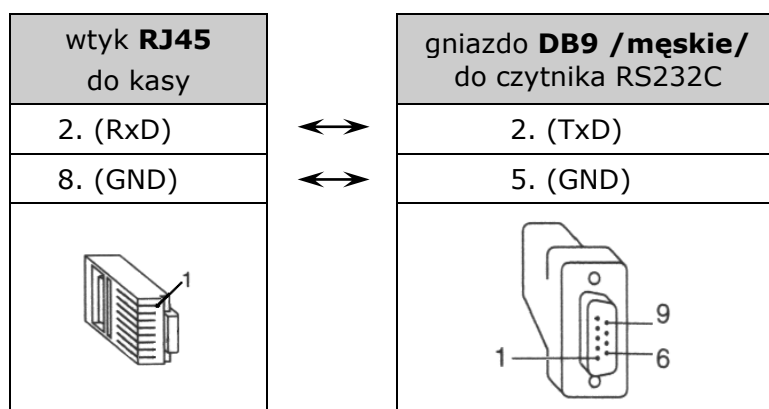 wtyk RJ45
do kasy
gniazdo DB9 /męskie/
do czytnika RS232C
2. (RxD)
2. (TxD)
8. (GND)
5. (GND)
1
9
1
6